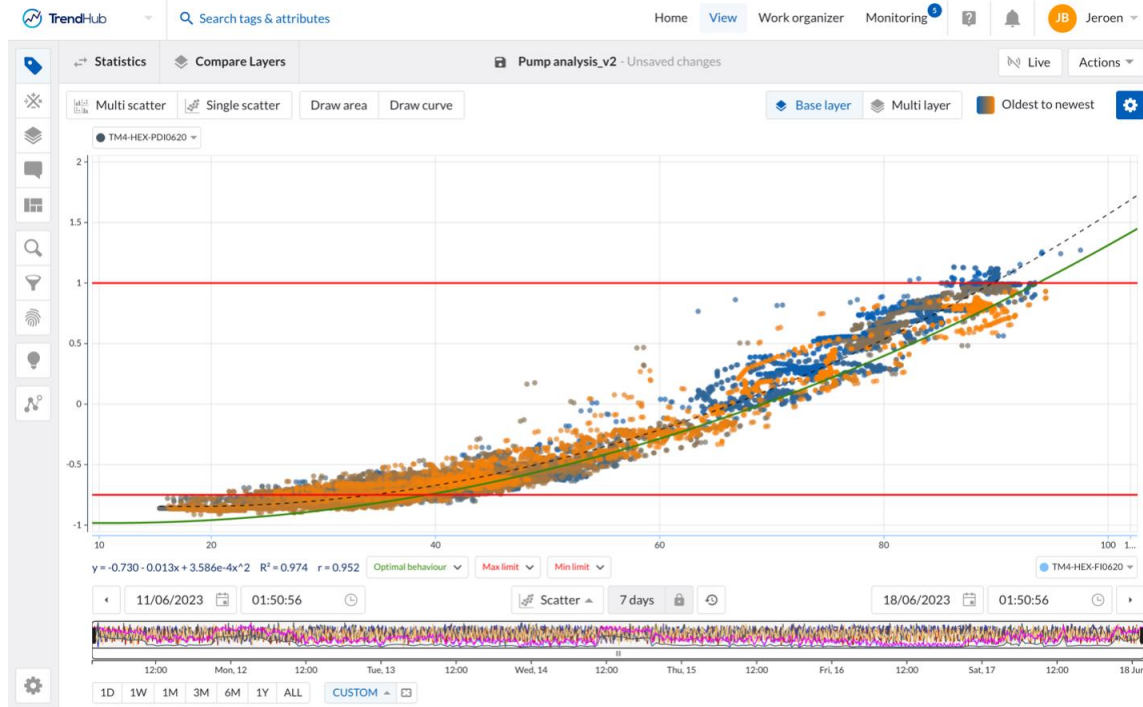 TrendHub
Search tags & attributes
Home View Work organizer Monitoring 5 ? JB Jeroen
Statistics Compare Layers Pump analysis_v2 - Unsaved changes Live Actions
Multi scatter Single scatter Draw area Draw curve Base layer Multi layer Oldest to newest
TM4-HEX-PDI0620
2
1.5
1
0.5
0
-0.5
-1
10 20 40 60 80 100 1...
y = -0.730 - 0.013x + 3.586e-4x^2 R² = 0.974 r = 0.952 Optimal behaviour Max limit Min limit TM4-HEX-FI0620
11/06/2023 01:50:56 Scatter 7 days 18/06/2023 01:50:56
12:00 Mon, 12 12:00 Tue, 13 12:00 Wed, 14 12:00 Thu, 15 12:00 Fri, 16 12:00 Sat, 17 12:00 18 Jun
1D 1W 1M 3M 6M 1Y ALL CUSTOM